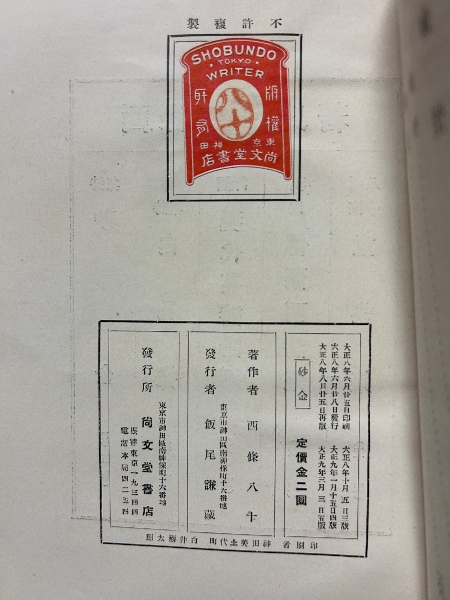 不許複製
SHOBUNDO
TOKYO
WRITER
版權
所有
東京神田
尚文堂書店
大正八年六月廿五日印刷
大正八年六月廿八日發行
大正八年八月廿五日再版
大正八年十月五日三版
大正九年一月十五日四版
大正九年三月三日五版
砂金
定價金二圓
著作者 西條八十
東京市神田區南神保町十六番地
發行者 飯尾謙藏
東京市神田區南神保町十六番地
發行所 尚文堂書店
振替東京一九三四四
電話本局四二五四
印刷者 神田美土代町 白井赫太郎